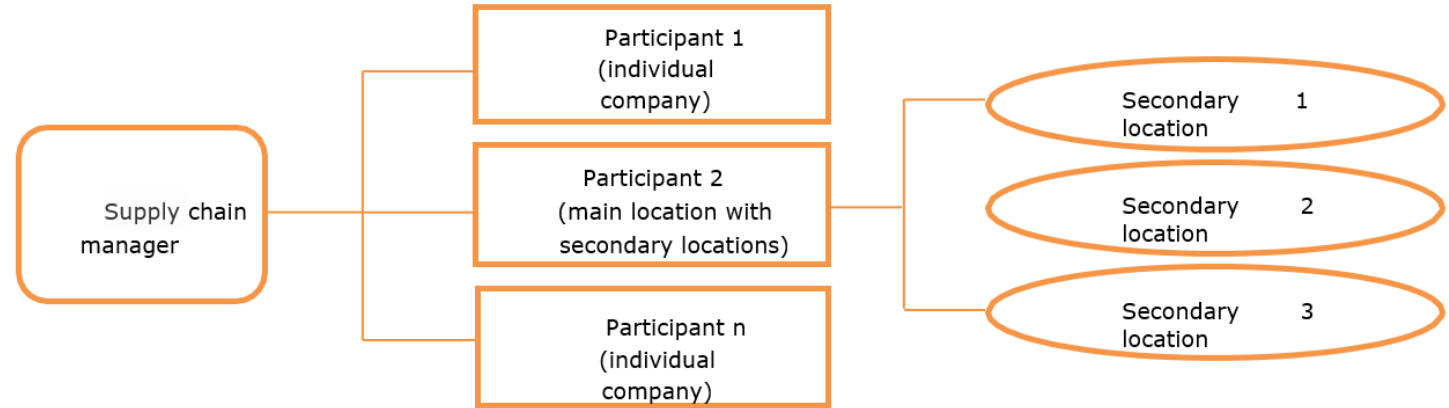 Supply chain
manager
Participant 1
(individual
company)
Participant 2
(main location with
secondary locations)
Participant n
(individual
company)
Secondary 1
location
Secondary 2
location
Secondary 3
location